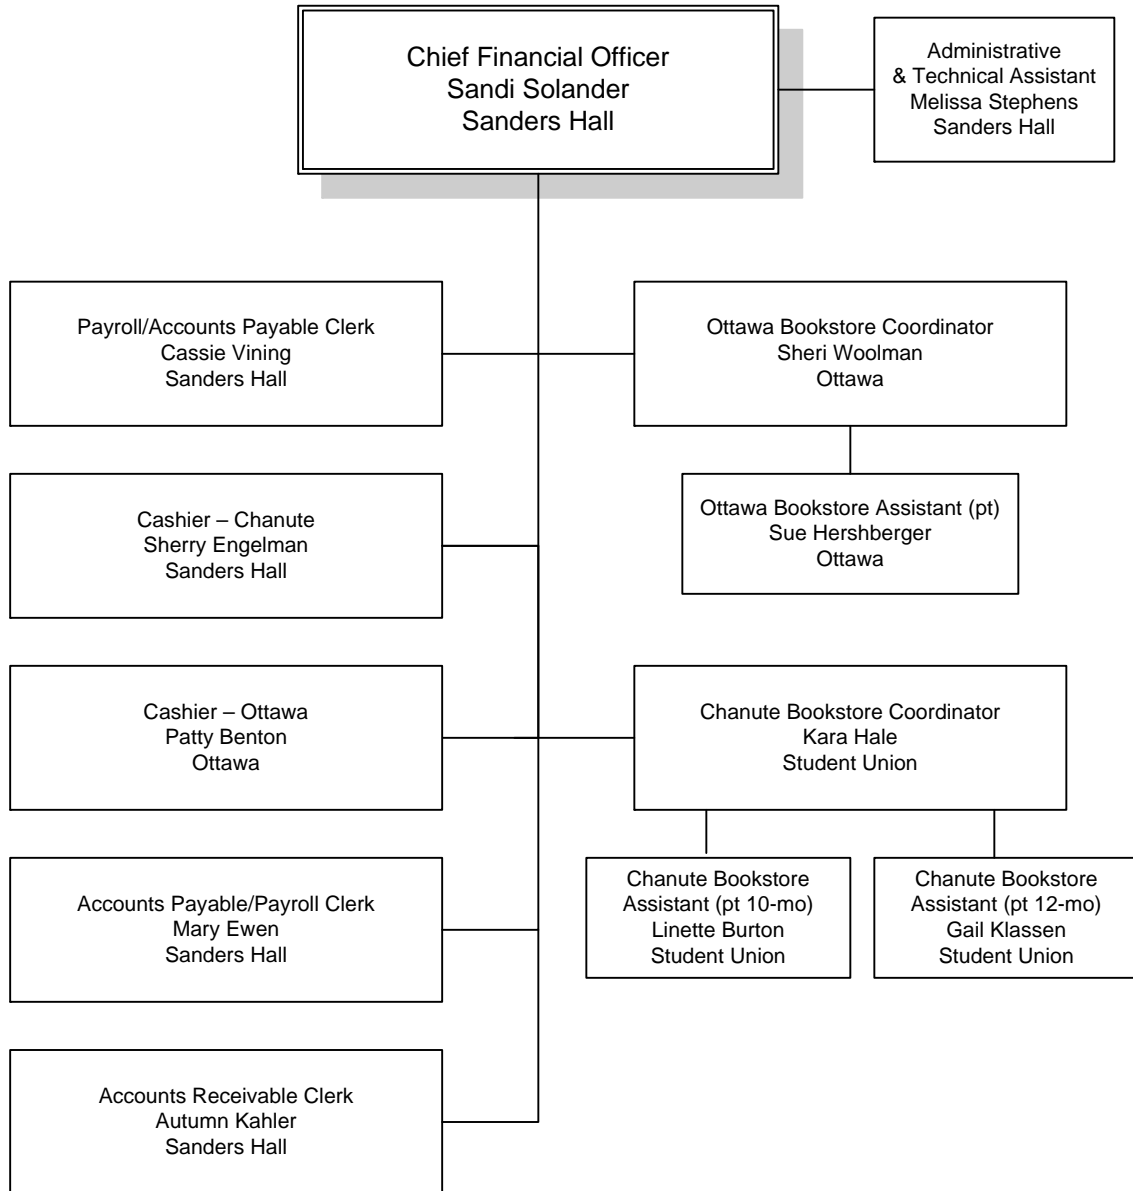 Chief Financial Officer
Sandi Solander
Sanders Hall
Administrative
& Technical Assistant
Melissa Stephens
Sanders Hall
Payroll/Accounts Payable Clerk
Cassie Vining
Sanders Hall
Ottawa Bookstore Coordinator
Sheri Woolman
Ottawa
Cashier – Chanute
Sherry Engelman
Sanders Hall
Ottawa Bookstore Assistant (pt)
Sue Hershberger
Ottawa
Cashier – Ottawa
Patty Benton
Ottawa
Chanute Bookstore Coordinator
Kara Hale
Student Union
Accounts Payable/Payroll Clerk
Mary Ewen
Sanders Hall
Chanute Bookstore
Assistant (pt 10-mo)
Linette Burton
Student Union
Chanute Bookstore
Assistant (pt 12-mo)
Gail Klassen
Student Union
Accounts Receivable Clerk
Autumn Kahler
Sanders Hall